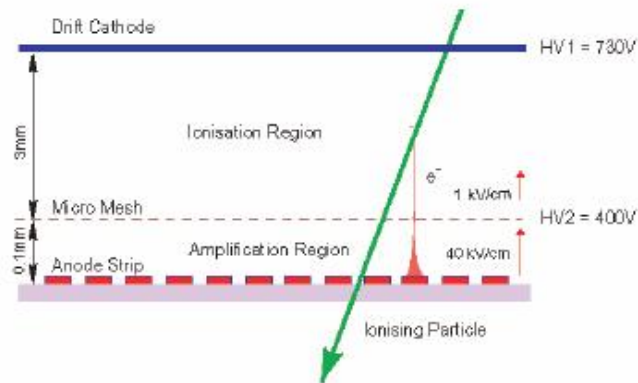 Drift Cathode
HV1 = 730V
3mm
Ionisation Region
e⁻
1 kV/cm
Micro Mesh
HV2 = 400V
0.1mm
Amplification Region
40 kV/cm
Anode Strip
Ionising Particle